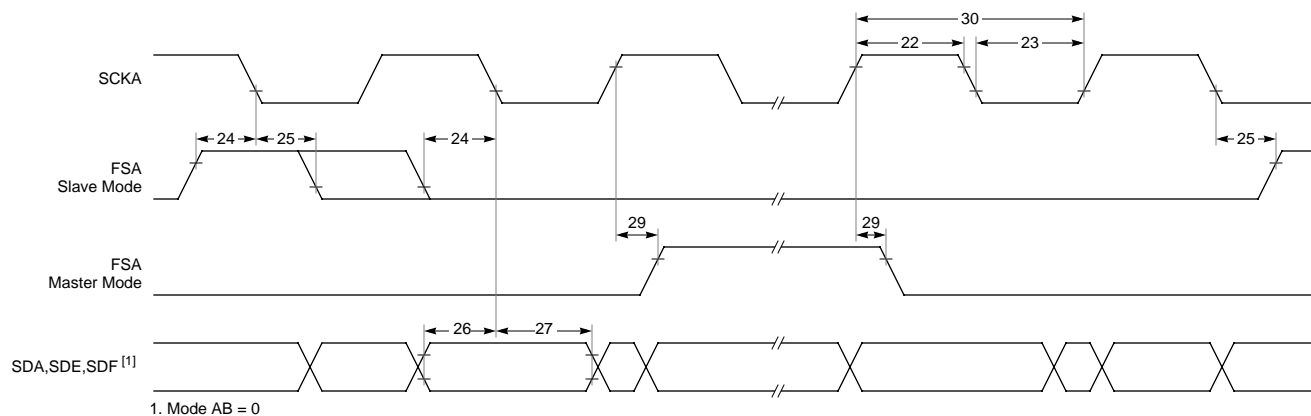 30
22
23
SCKA
24
25
24
25
FSA
Slave Mode
29
29
FSA
Master Mode
26
27
SDA,SDE,SDF [1]
1. Mode AB = 0